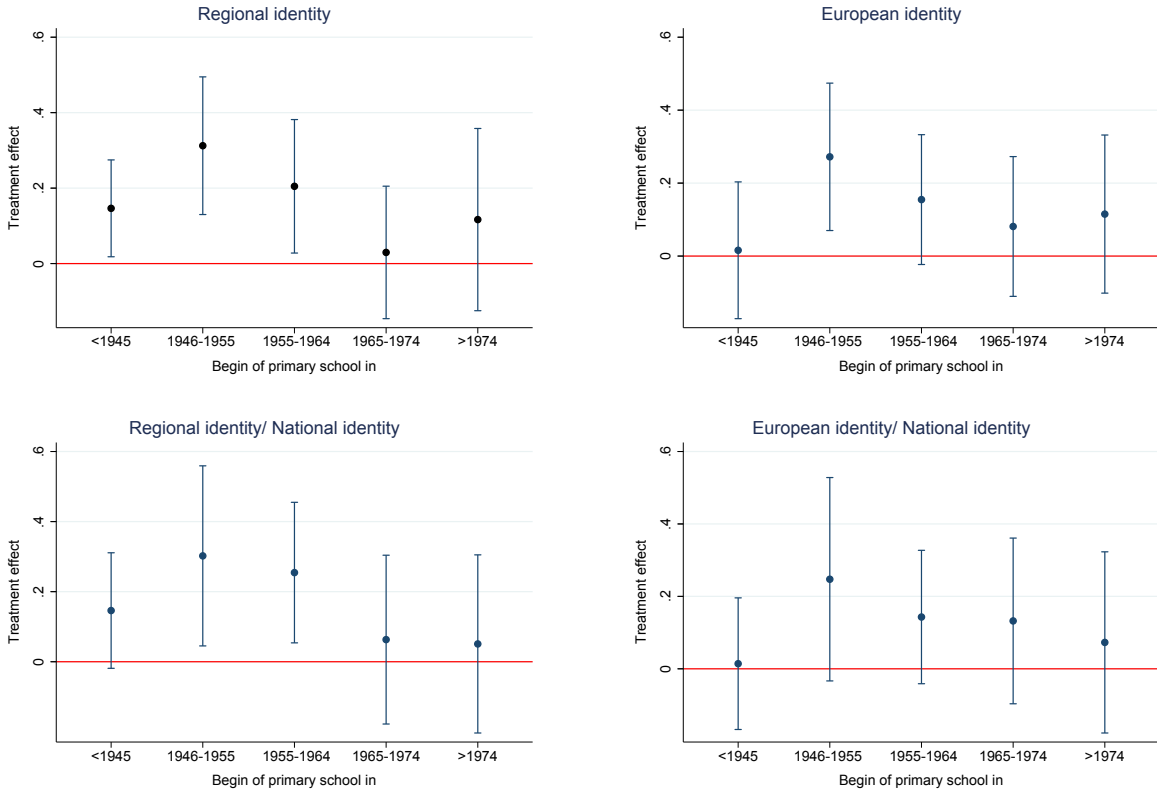 Regional identity
Treatment effect
.6
.4
.2
0
<1945 1946-1955 1955-1964 1965-1974 >1974
Begin of primary school in
European identity
Treatment effect
.6
.4
.2
0
<1945 1946-1955 1955-1964 1965-1974 >1974
Begin of primary school in
Regional identity/ National identity
Treatment effect
.6
.4
.2
0
<1945 1946-1955 1955-1964 1965-1974 >1974
Begin of primary school in
European identity/ National identity
Treatment effect
.6
.4
.2
0
<1945 1946-1955 1955-1964 1965-1974 >1974
Begin of primary school in